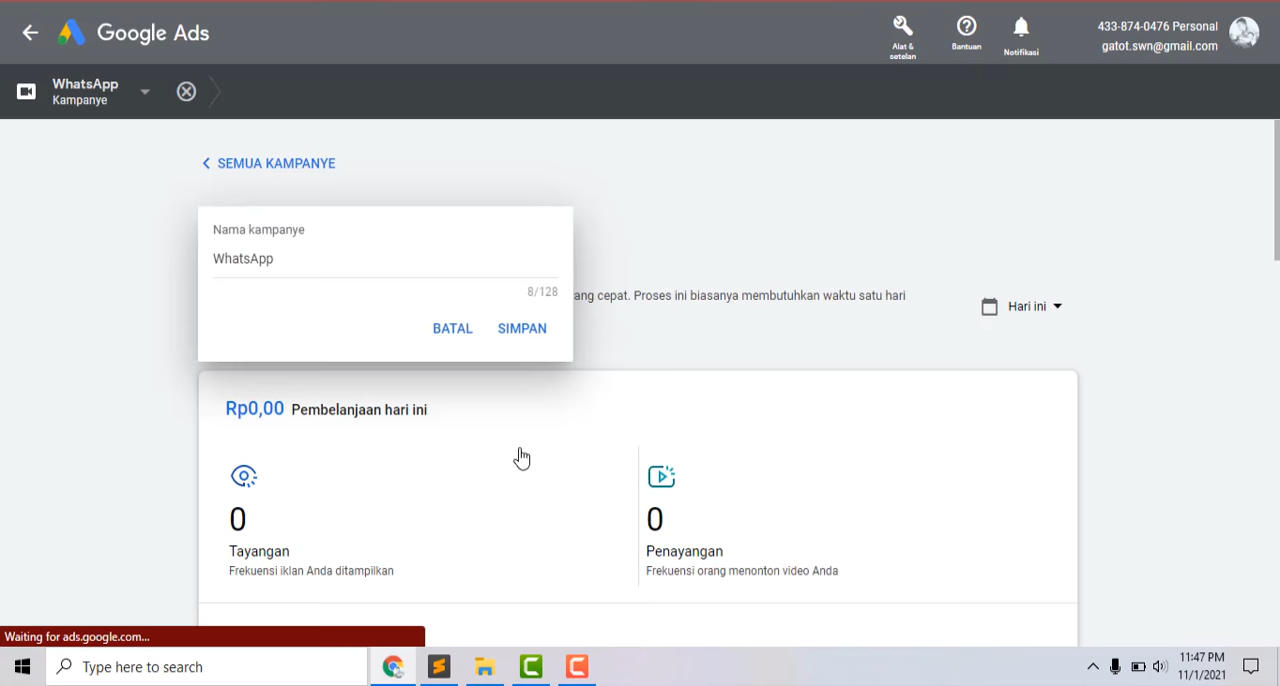 Google Ads
Alat &
setelan
Bantuan
Notifikasi
433-874-0476 Personal
gatot.swn@gmail.com
WhatsApp
Kampanye
SEMUA KAMPANYE
Nama kampanye
WhatsApp
8/128
BATAL SIMPAN
ang cepat. Proses ini biasanya membutuhkan waktu satu hari
Hari ini
Rp0,00 Pembelanjaan hari ini
0
Tayangan
Frekuensi iklan Anda ditampilkan
0
Penayangan
Frekuensi orang menonton video Anda
Waiting for ads.google.com...
Type here to search
11:47 PM
11/1/2021